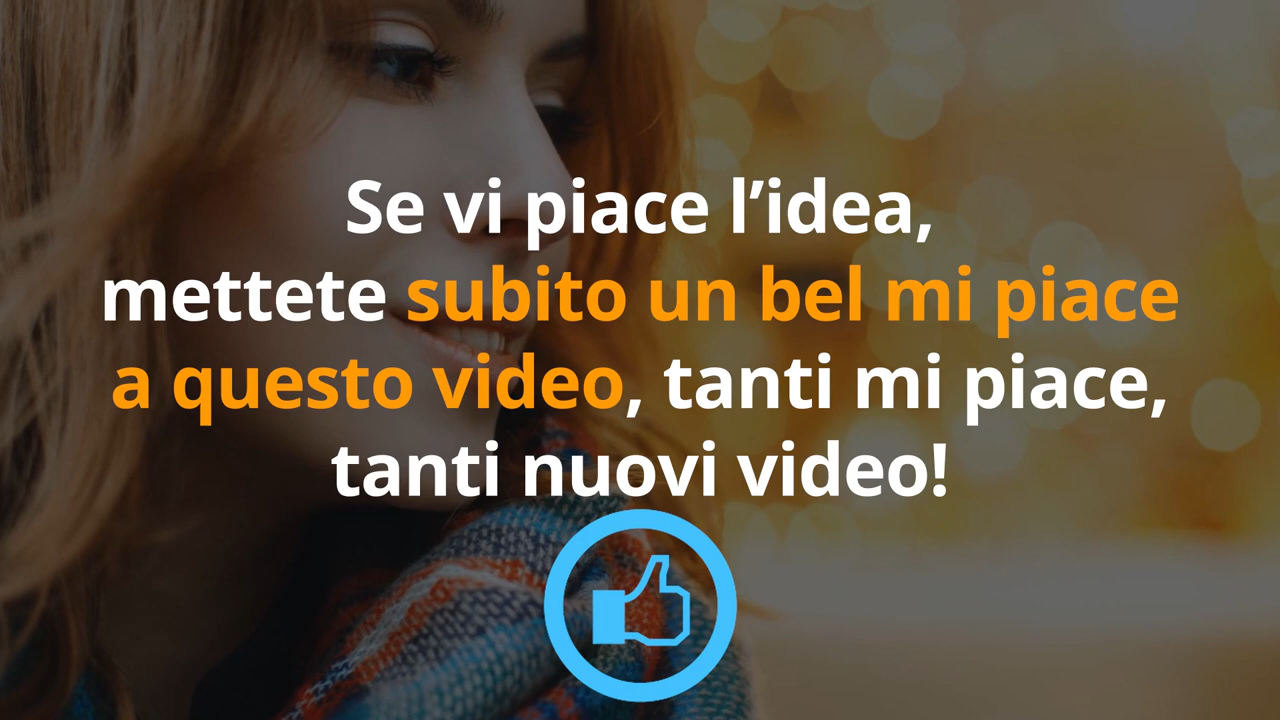 Se vi piace l’idea,
mettete subito un bel mi piace
a questo video, tanti mi piace,
tanti nuovi video!